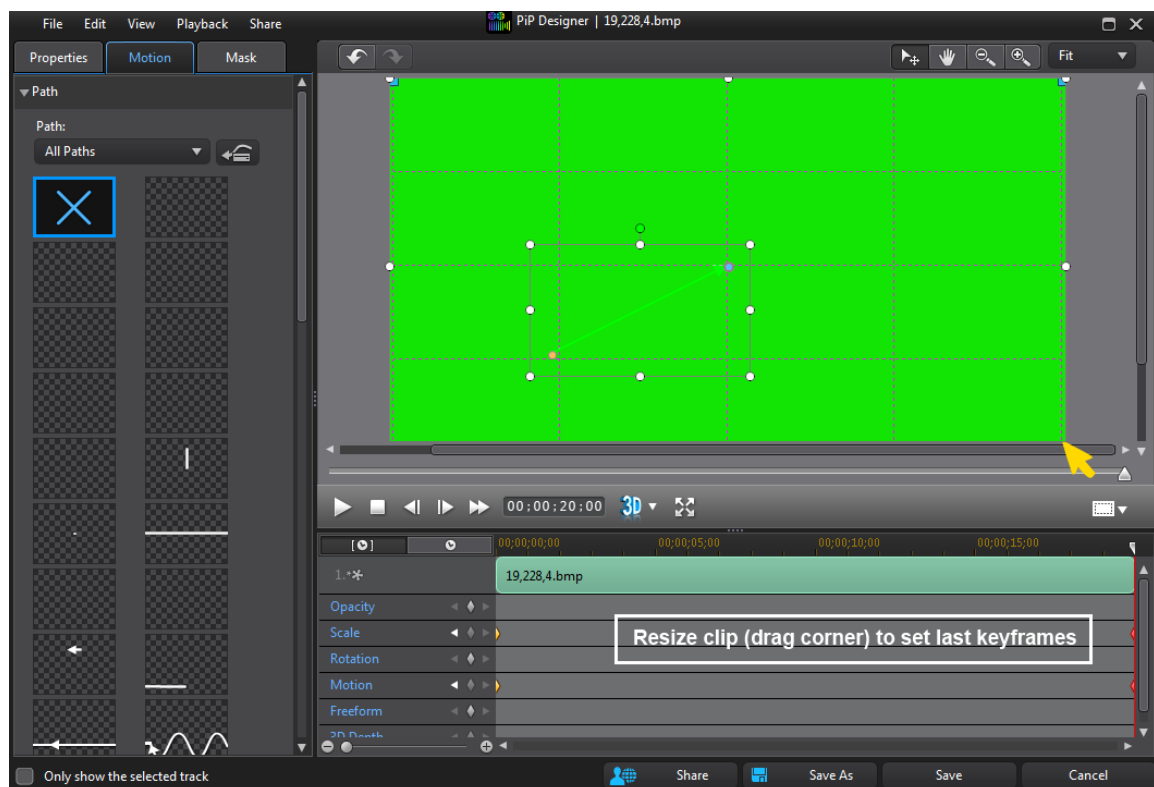 File Edit View Playback Share PiP Designer | 19,228,4.bmp
Properties Motion Mask Fit
Path
Path:
All Paths
00;00;20;00 3D
00;00;00;00 00;00;05;00 00;00;10;00 00;00;15;00
1. 19,228,4.bmp
Opacity
Scale
Resize clip (drag corner) to set last keyframes
Rotation
Motion
Freeform
3D Depth
Only show the selected track Share Save As Save Cancel